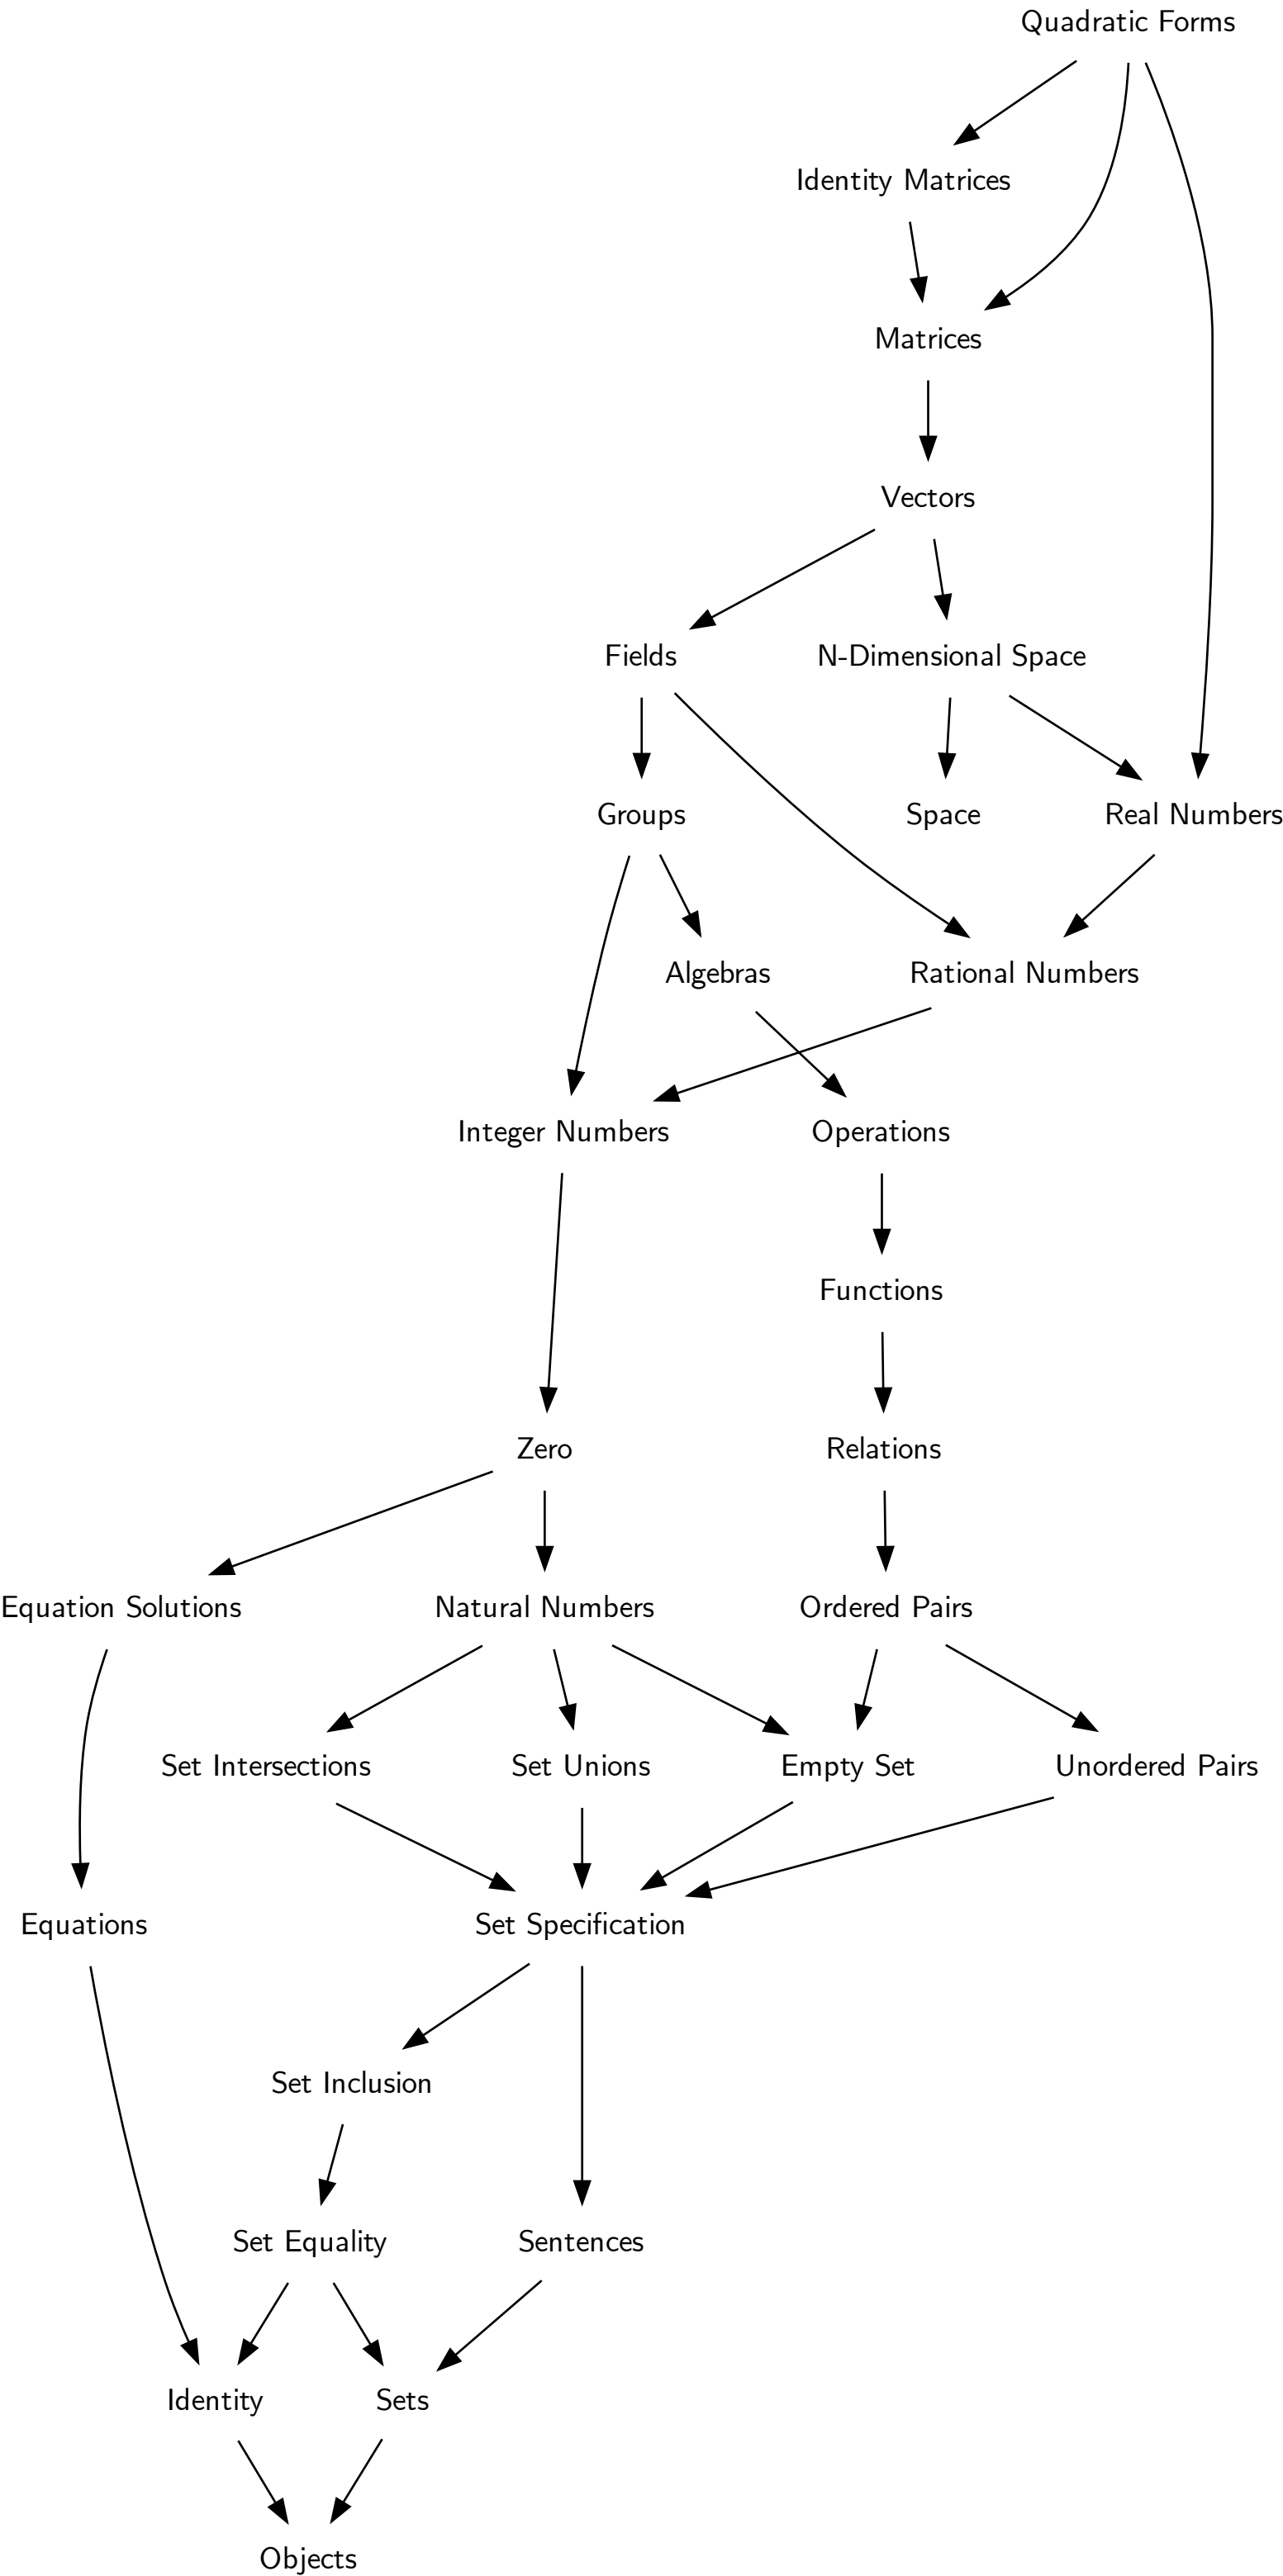 Quadratic Forms
Identity Matrices
Matrices
Vectors
Fields
N-Dimensional Space
Groups
Space
Real Numbers
Algebras
Rational Numbers
Integer Numbers
Operations
Functions
Zero
Relations
Equation Solutions
Natural Numbers
Ordered Pairs
Set Intersections
Set Unions
Empty Set
Unordered Pairs
Equations
Set Specification
Set Inclusion
Set Equality
Sentences
Identity
Sets
Objects